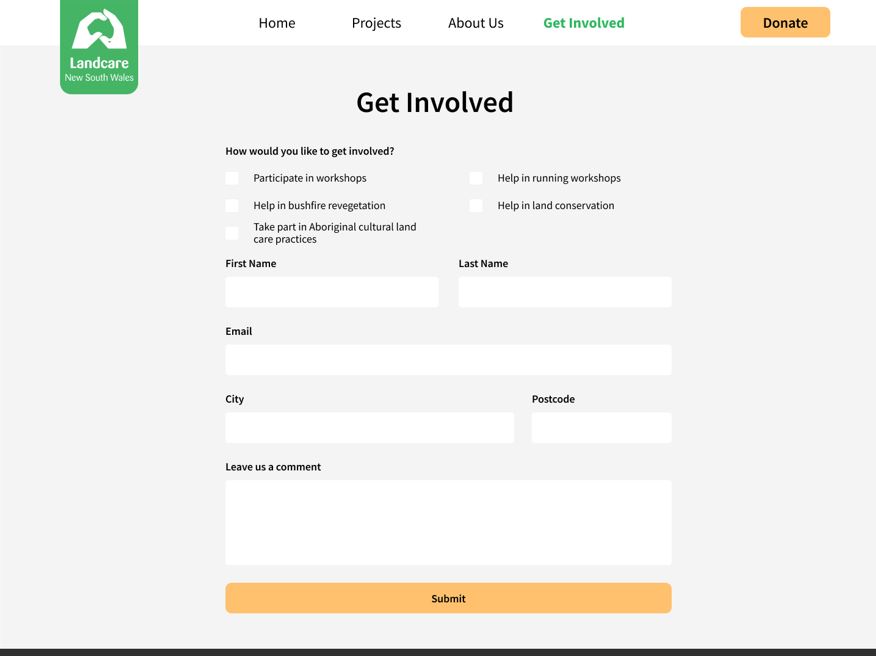 Home
Projects
About Us
Get Involved
Donate
Landcare
New South Wales
Get Involved
How would you like to get involved?
Participate in workshops
Help in running workshops
Help in bushfire revegetation
Help in land conservation
Take part in Aboriginal cultural land
care practices
First Name
Last Name
Email
City
Postcode
Leave us a comment
Submit